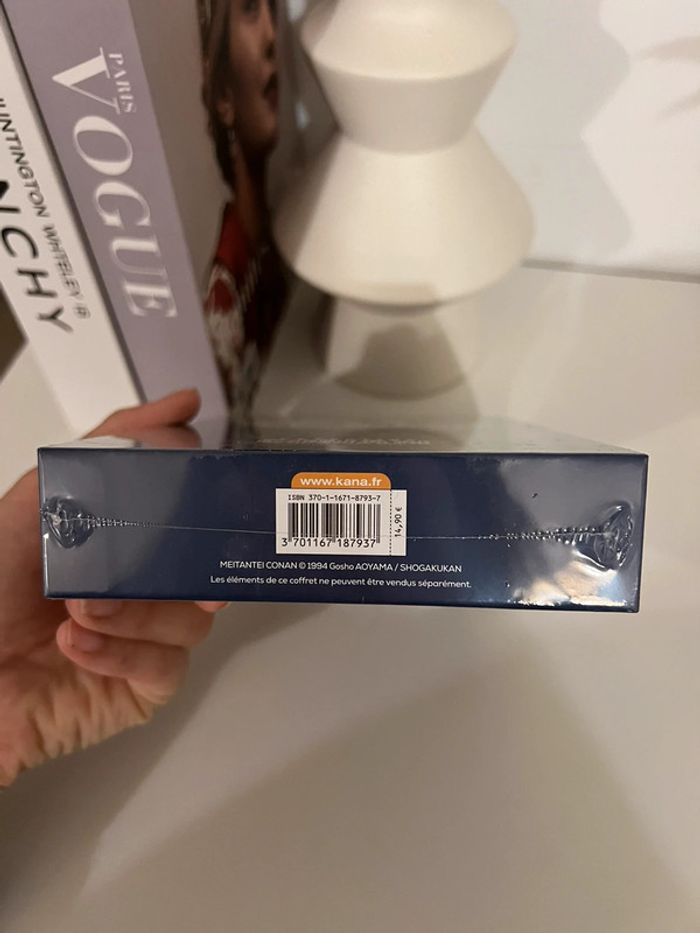 PARIS
VOGUE
HUNTINGTON WHITELEY ®
NCHY
www.kana.fr
ISBN 370-1-1671-8793-7
14,90 €
3 701167 187937
MEITANTEI CONAN © 1994 Gosho AOYAMA / SHOGAKUKAN
Les éléments de ce coffret ne peuvent être vendus séparément.